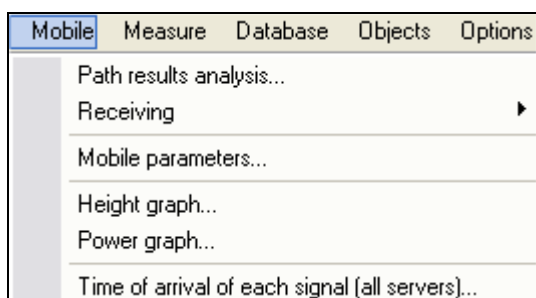 Mobile Measure Database Objects Options
Path results analysis...
Receiving
Mobile parameters...
Height graph...
Power graph...
Time of arrival of each signal (all servers)...